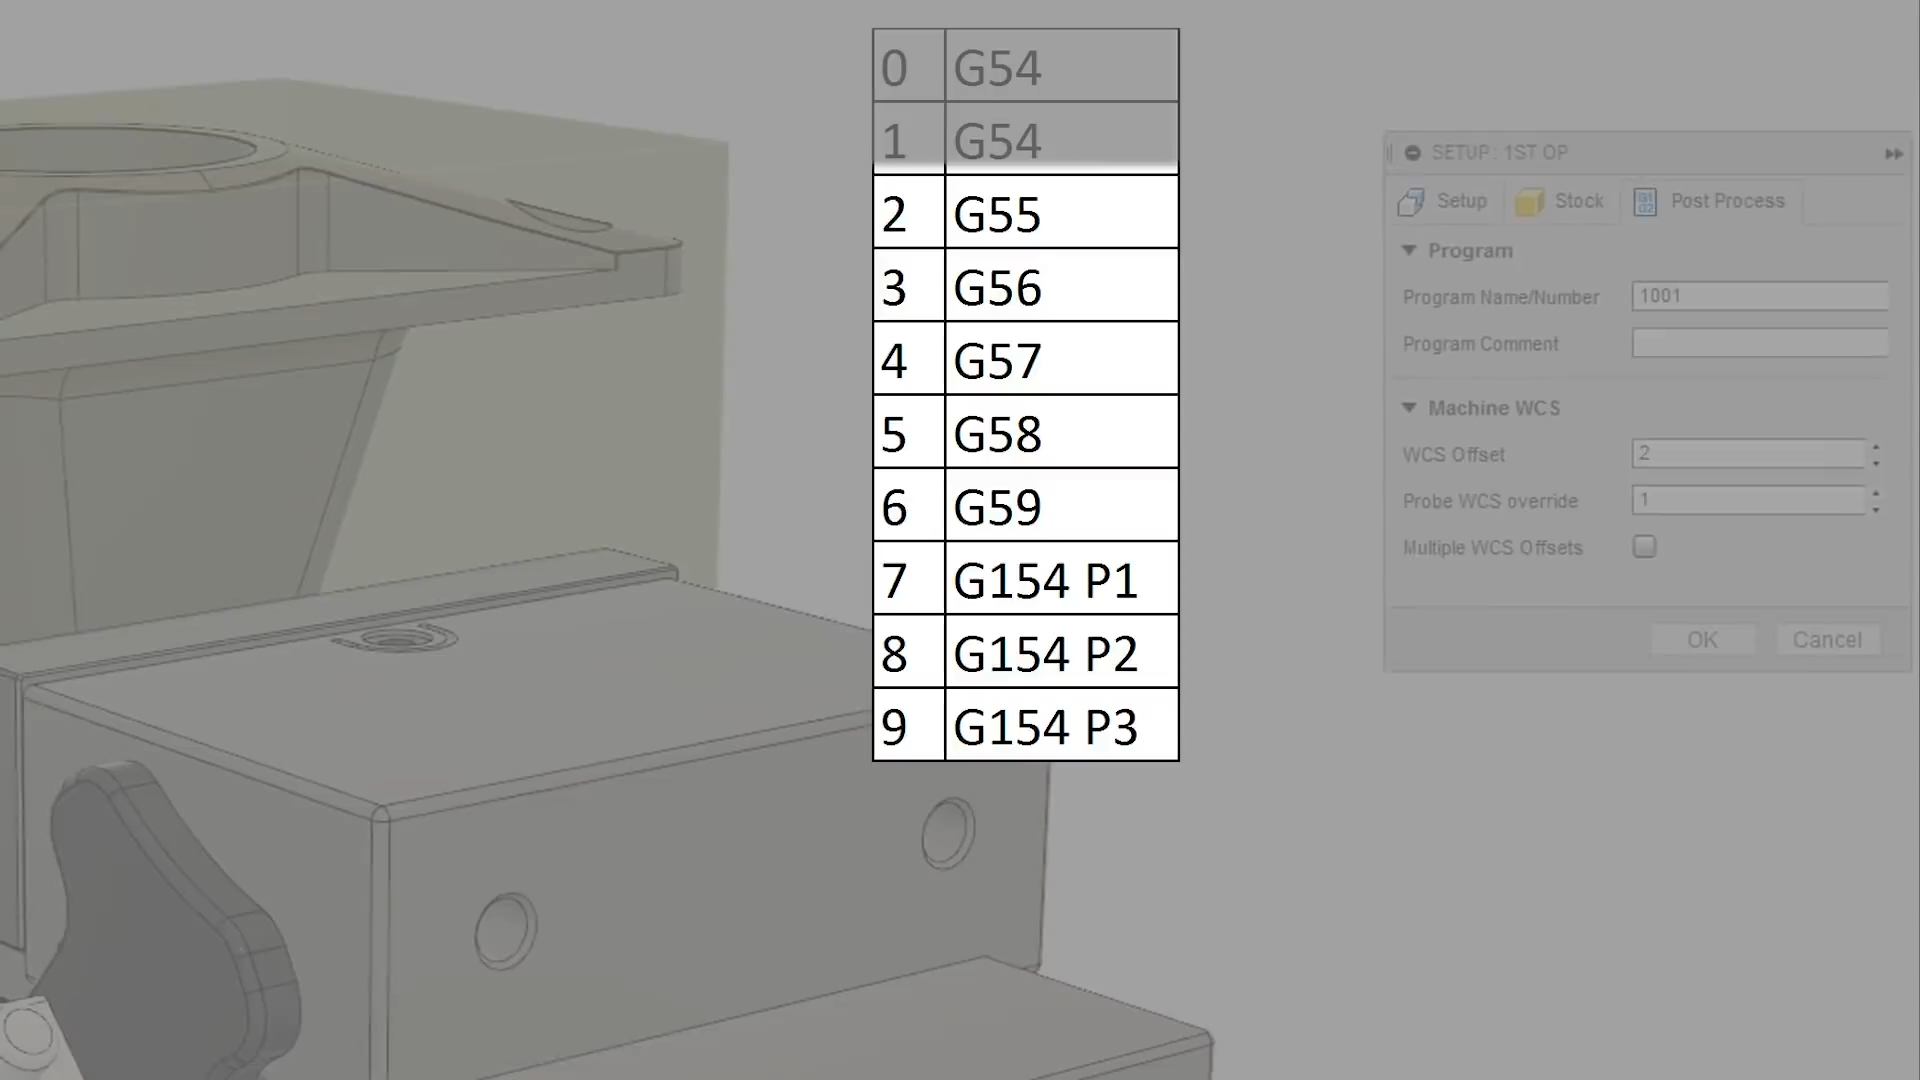 0 G54
1 G54
2 G55
3 G56
4 G57
5 G58
6 G59
7 G154 P1
8 G154 P2
9 G154 P3
SETUP : 1ST OP
Setup Stock Post Process
Program
Program Name/Number 1001
Program Comment
Machine WCS
WCS Offset 2
Probe WCS override 1
Multiple WCS Offsets
OK Cancel